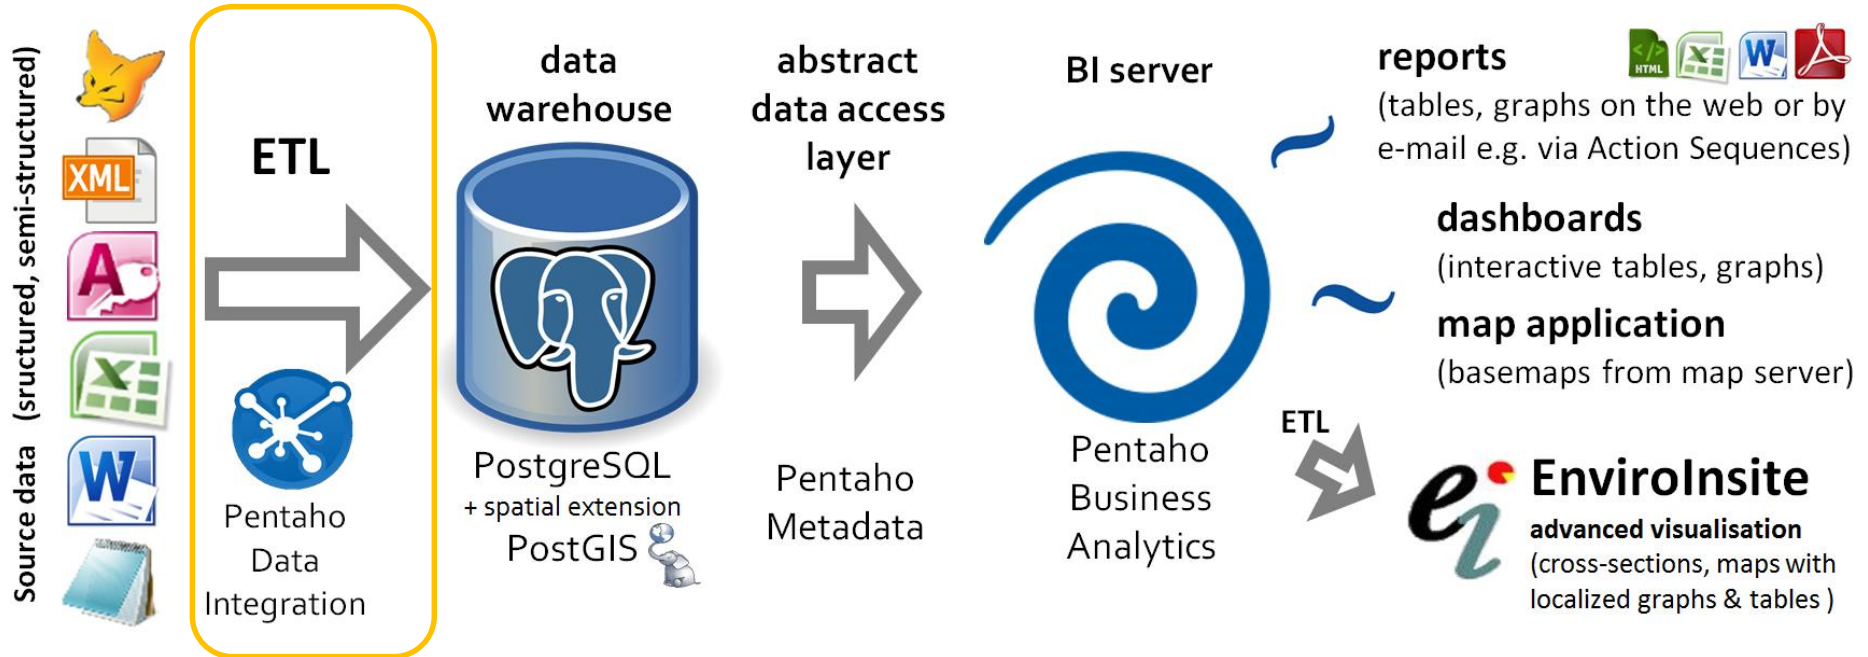 Source data (sructured, semi-structured)
XML
A
X
W
ETL
Pentaho
Data
Integration
data
warehouse
PostgreSQL
+ spatial extension
PostGIS
abstract
data access
layer
Pentaho
Metadata
BI server
Pentaho
Business
Analytics
reports
HTML
X
W
(tables, graphs on the web or by
e-mail e.g. via Action Sequences)
dashboards
(interactive tables, graphs)
map application
(basemaps from map server)
ETL
ei
EnviroInsite
advanced visualisation
(cross-sections, maps with
localized graphs & tables )